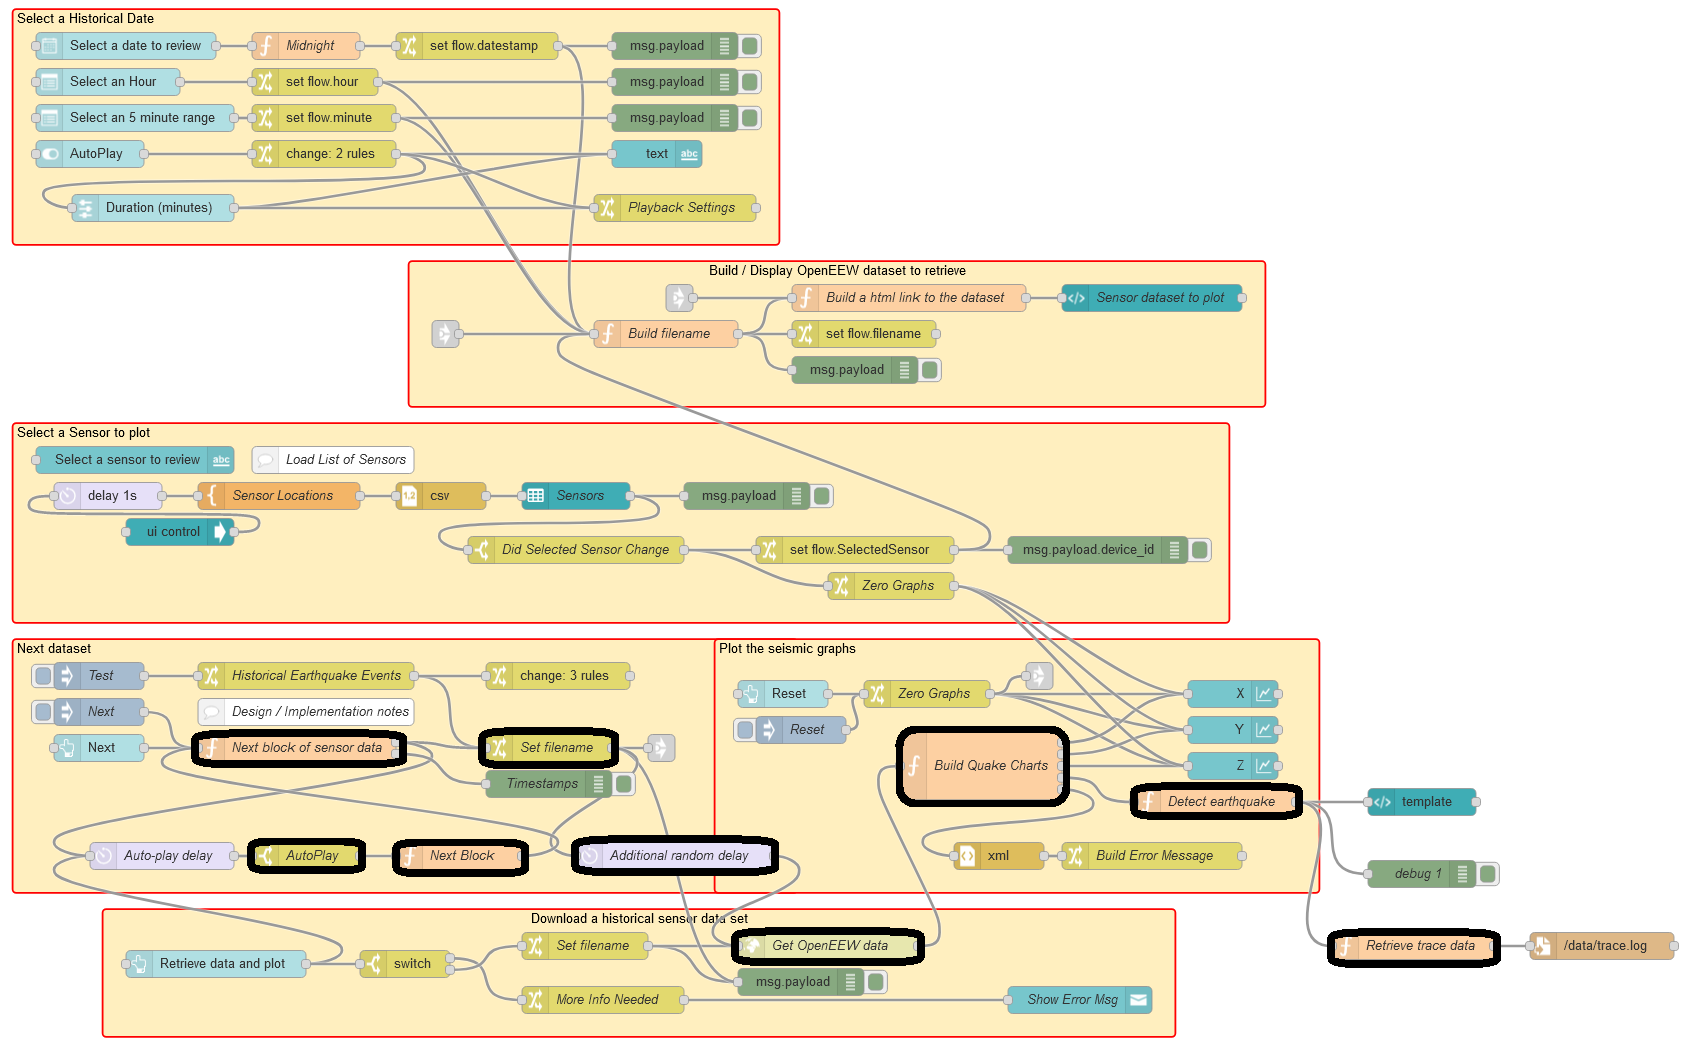 Select a Historical Date
Select a date to review
Midnight
set flow.datestamp
msg.payload
Select an Hour
set flow.hour
msg.payload
Select an 5 minute range
set flow.minute
msg.payload
AutoPlay
change: 2 rules
text
abc
Duration (minutes)
Playback Settings
Build / Display OpenEEW dataset to retrieve
Build a html link to the dataset
Sensor dataset to plot
Build filename
set flow.filename
msg.payload
Select a Sensor to plot
Select a sensor to review
abc
Load List of Sensors
delay 1s
Sensor Locations
1,2
csv
Sensors
msg.payload
ui control
Did Selected Sensor Change
set flow.SelectedSensor
msg.payload.device_id
Zero Graphs
Next dataset
Test
Historical Earthquake Events
change: 3 rules
Next
Design / Implementation notes
Next
Next block of sensor data
Set filename
Timestamps
Auto-play delay
AutoPlay
Next Block
Additional random delay
Plot the seismic graphs
Reset
Zero Graphs
X
Reset
Y
Build Quake Charts
Z
Detect earthquake
template
xml
Build Error Message
debug 1
Download a historical sensor data set
Set filename
Get OpenEEW data
Retrieve trace data
/data/trace.log
Retrieve data and plot
switch
msg.payload
More Info Needed
Show Error Msg